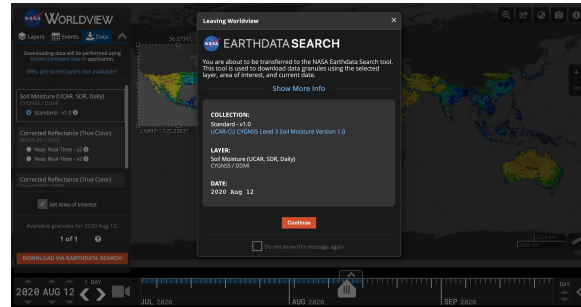 WORLDVIEW
Layers Events Data
Downloading data will be performed using
NASA's Earthdata Search application.
Why are some layers not available?
Soil Moisture (UCAR, SDR, Daily)
CYGNSS / DDMI
Standard - v1.0
Corrected Reflectance (True Color)
Near Real-Time - v2
Near Real-Time - v2
Corrected Reflectance (True Color)
Set Area of Interest
Available granules for 2020 Aug 12:
1 of 1
DOWNLOAD VIA EARTHDATA SEARCH
Leaving Worldview
NASA EARTHDATA SEARCH
You are about to be transferred to the NASA Earthdata Search tool.
This tool is used to download data granules using the selected
layer, area of interest, and current date.
Show More Info
COLLECTION:
Standard - v1.0
UCAR-CU CYGNSS Level 3 Soil Moisture Version 1.0
LAYER:
Soil Moisture (UCAR, SDR, Daily)
CYGNSS / DDMI
DATE:
2020 Aug 12
Continue
Do not show this message again.
2020 AUG 12
1 DAY
JUL 2020
AUG 2020
SEP 2020
DAY